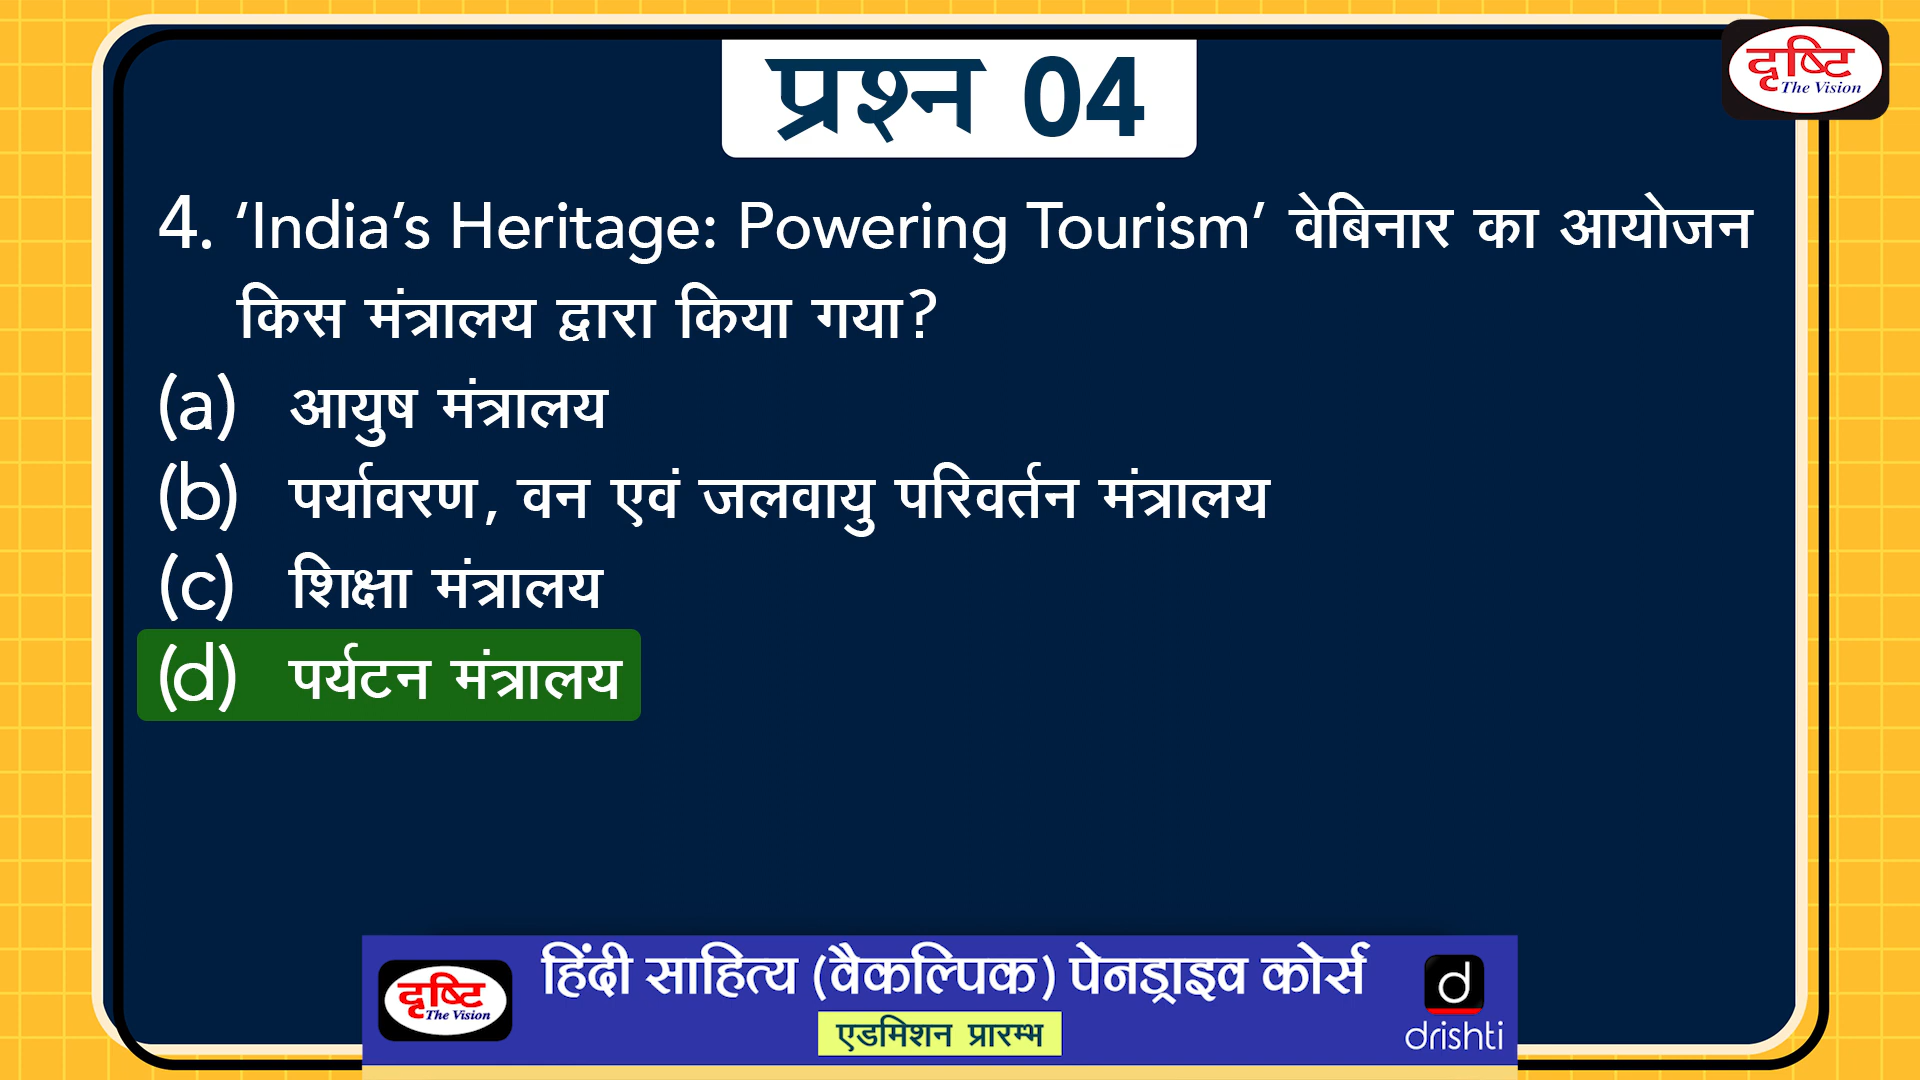 प्रश्न 04
दृष्टि
The Vision
4. ‘India’s Heritage: Powering Tourism’ वेबिनार का आयोजन
किस मंत्रालय द्वारा किया गया?
(a) आयुष मंत्रालय
(b) पर्यावरण, वन एवं जलवायु परिवर्तन मंत्रालय
(c) शिक्षा मंत्रालय
(d) पर्यटन मंत्रालय
दृष्टि
The Vision
हिंदी साहित्य (वैकल्पिक) पेनड्राइव कोर्स
एडमिशन प्रारम्भ
d
drishti